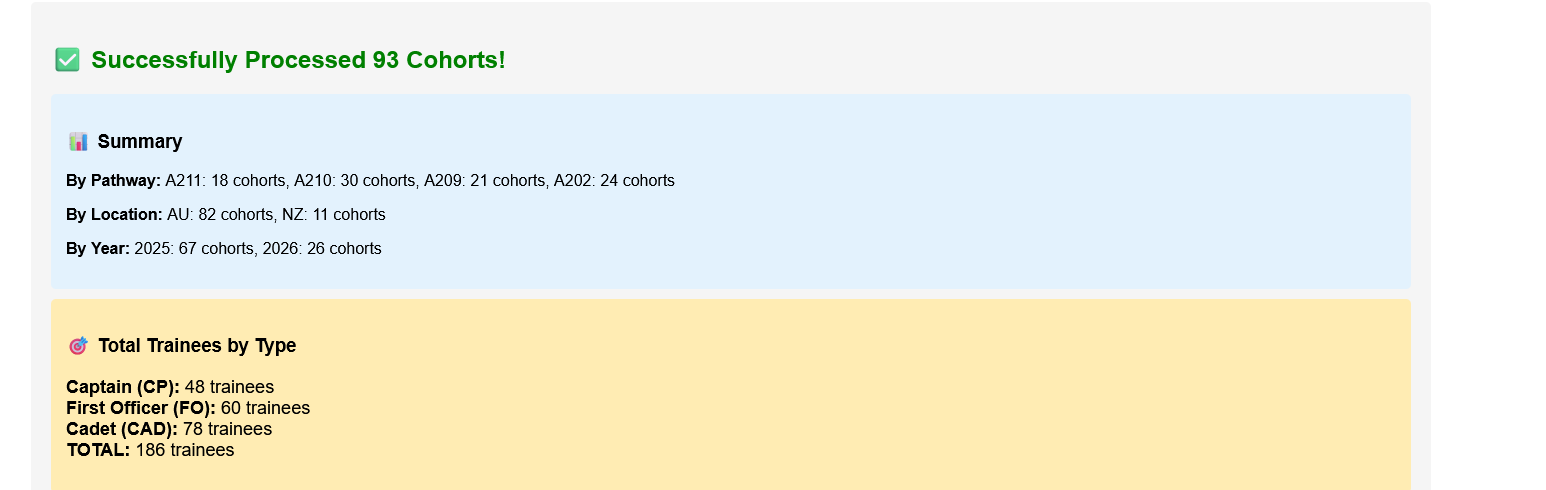 ✅ Successfully Processed 93 Cohorts!
📊 Summary
By Pathway: A211: 18 cohorts, A210: 30 cohorts, A209: 21 cohorts, A202: 24 cohorts
By Location: AU: 82 cohorts, NZ: 11 cohorts
By Year: 2025: 67 cohorts, 2026: 26 cohorts
🎯 Total Trainees by Type
Captain (CP): 48 trainees
First Officer (FO): 60 trainees
Cadet (CAD): 78 trainees
TOTAL: 186 trainees